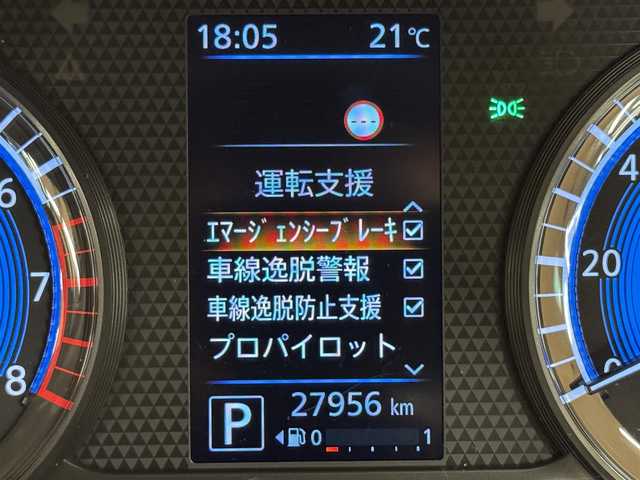 18:05 21℃
---
運転支援
エマージェンシーブレーキ
車線逸脱警報
車線逸脱防止支援
プロパイロット
P 27956 km
0 1
6
7
8
4
20
0